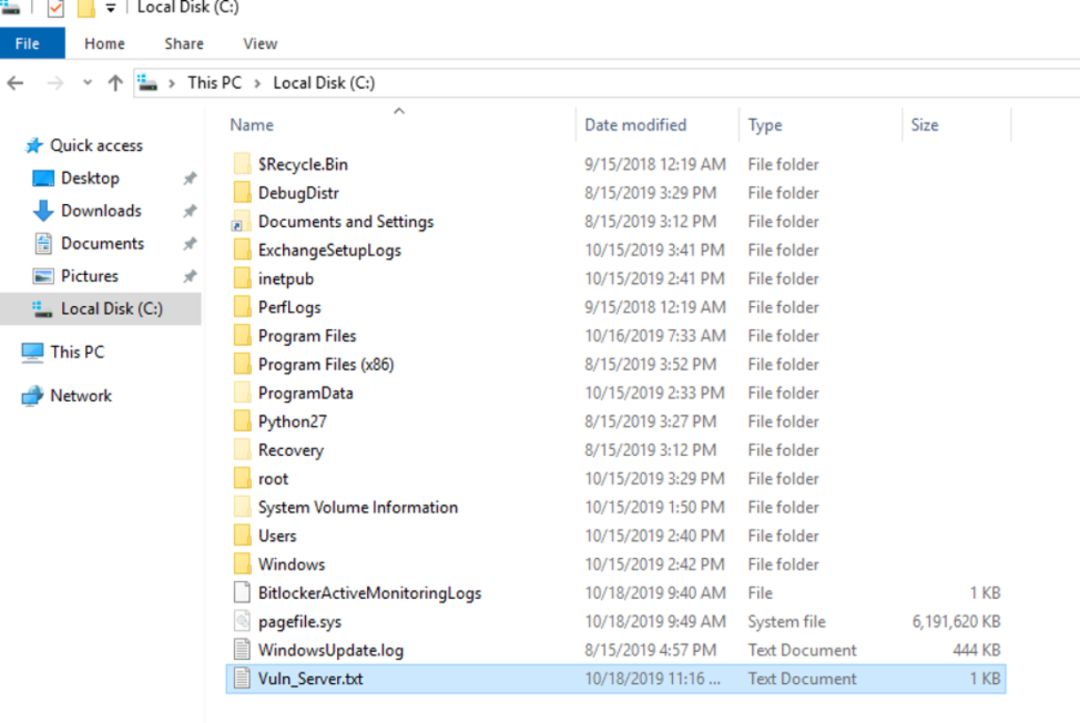 Local Disk (C:)
File Home Share View
This PC > Local Disk (C:)
Name Date modified Type Size
Quick access
Desktop
Downloads
Documents
Pictures
Local Disk (C:)
This PC
Network
$Recycle.Bin 9/15/2018 12:19 AM File folder
DebugDistr 8/15/2019 3:29 PM File folder
Documents and Settings 8/15/2019 3:12 PM File folder
ExchangeSetupLogs 10/15/2019 3:41 PM File folder
inetpub 10/15/2019 2:41 PM File folder
PerfLogs 9/15/2018 12:19 AM File folder
Program Files 10/16/2019 7:33 AM File folder
Program Files (x86) 8/15/2019 3:52 PM File folder
ProgramData 10/15/2019 2:33 PM File folder
Python27 8/15/2019 3:27 PM File folder
Recovery 8/15/2019 3:12 PM File folder
root 10/15/2019 3:29 PM File folder
System Volume Information 10/15/2019 1:50 PM File folder
Users 10/15/2019 2:40 PM File folder
Windows 10/15/2019 2:42 PM File folder
BitlockerActiveMonitoringLogs 10/18/2019 9:40 AM File 1 KB
pagefile.sys 10/18/2019 9:49 AM System file 6,191,620 KB
WindowsUpdate.log 8/15/2019 4:57 PM Text Document 444 KB
Vuln_Server.txt 10/18/2019 11:16 ... Text Document 1 KB